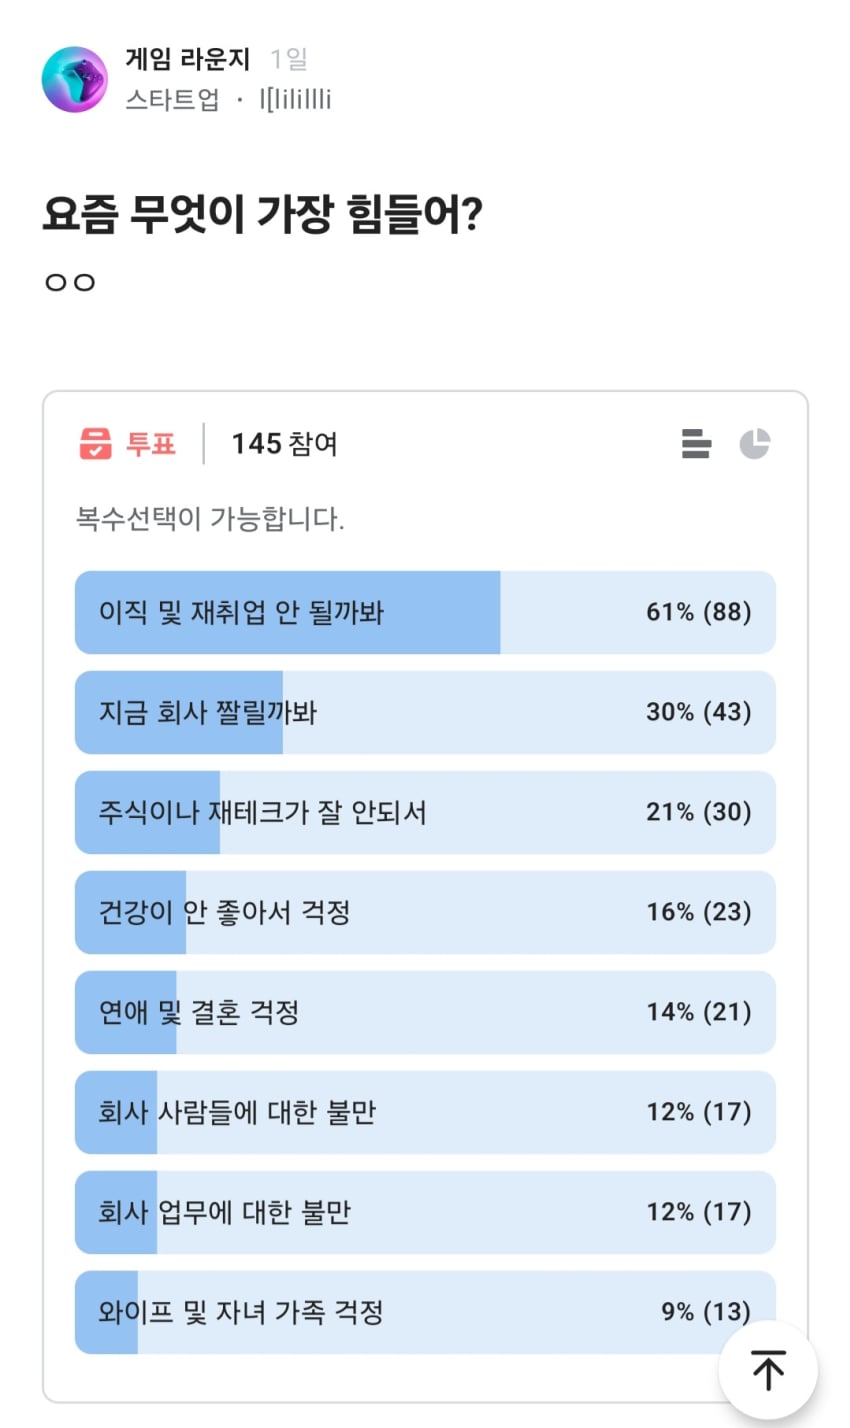 게임 라운지 1일
스타트업 · l[lilillli
요즘 무엇이 가장 힘들어?
ㅇㅇ
투표 145 참여
복수선택이 가능합니다.
이직 및 재취업 안 될까봐 61% (88)
지금 회사 짤릴까봐 30% (43)
주식이나 재테크가 잘 안되서 21% (30)
건강이 안 좋아서 걱정 16% (23)
연애 및 결혼 걱정 14% (21)
회사 사람들에 대한 불만 12% (17)
회사 업무에 대한 불만 12% (17)
와이프 및 자녀 가족 걱정 9% (13)